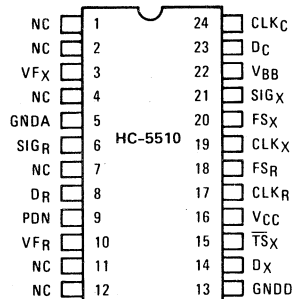 NC 1 24 CLKC
NC 2 23 DC
VFX 3 22 VBB
NC 4 21 SIGX
GNDA 5 20 FSX
HC-5510
SIGR 6 19 CLKX
NC 7 18 FSR
DR 8 17 CLKR
PDN 9 16 VCC
VFR 10 15 T̅S̅X
NC 11 14 DX
NC 12 13 GNDD